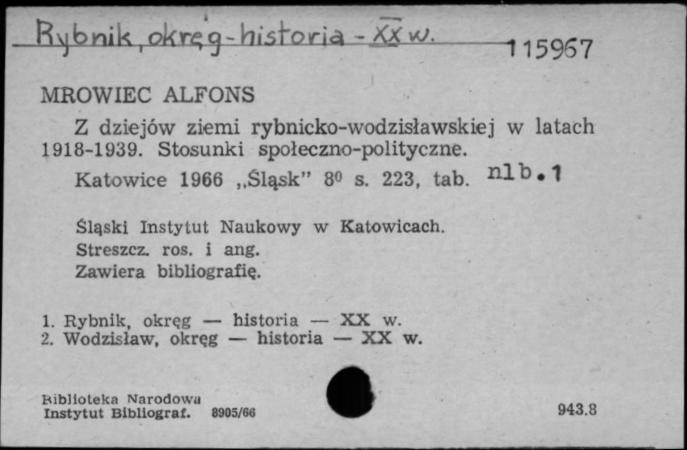 Rybnik, okręg - historia - XX w.
115967
MROWIEC ALFONS
Z dziejów ziemi rybnicko-wodzisławskiej w latach
1918-1939. Stosunki społeczno-polityczne.
Katowice 1966 „Śląsk” 8⁰ s. 223, tab. nlb. 1
Śląski Instytut Naukowy w Katowicach.
Streszcz. ros. i ang.
Zawiera bibliografię.
1. Rybnik, okręg — historia — XX w.
2. Wodzisław, okręg — historia — XX w.
Biblioteka Narodowa
Instytut Bibliograf. 8905/66
943.8